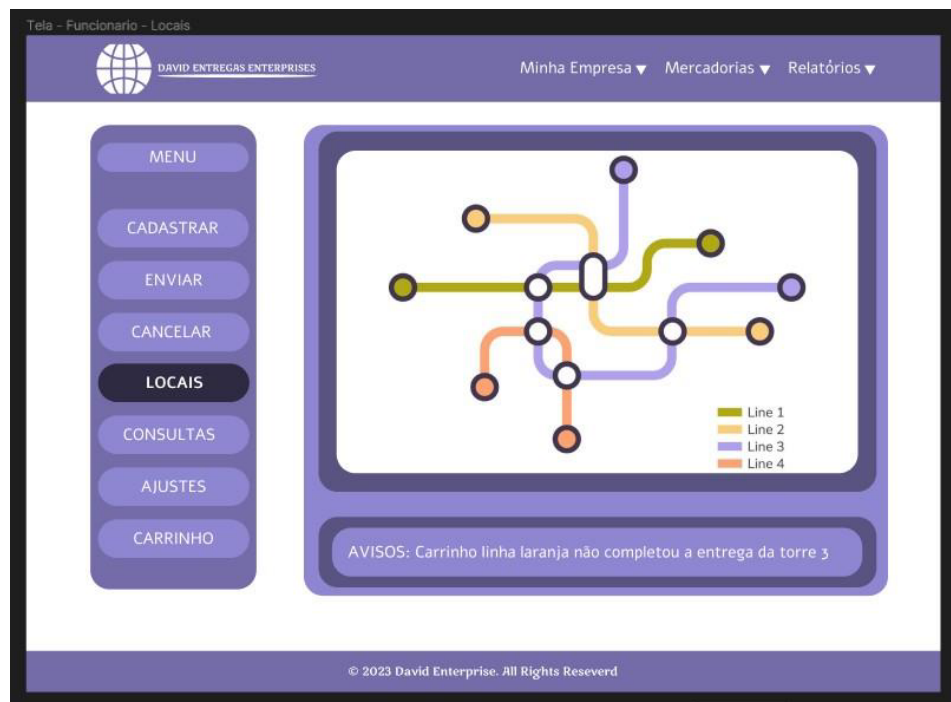 Tela - Funcionario - Locais
DAVID ENTREGAS ENTERPRISES
Minha Empresa ▼ Mercadorias ▼ Relatórios ▼
MENU
CADASTRAR
ENVIAR
CANCELAR
LOCAIS
CONSULTAS
AJUSTES
CARRINHO
Line 1
Line 2
Line 3
Line 4
AVISOS: Carrinho linha laranja não completou a entrega da torre 3
© 2023 David Enterprise. All Rights Reseverd